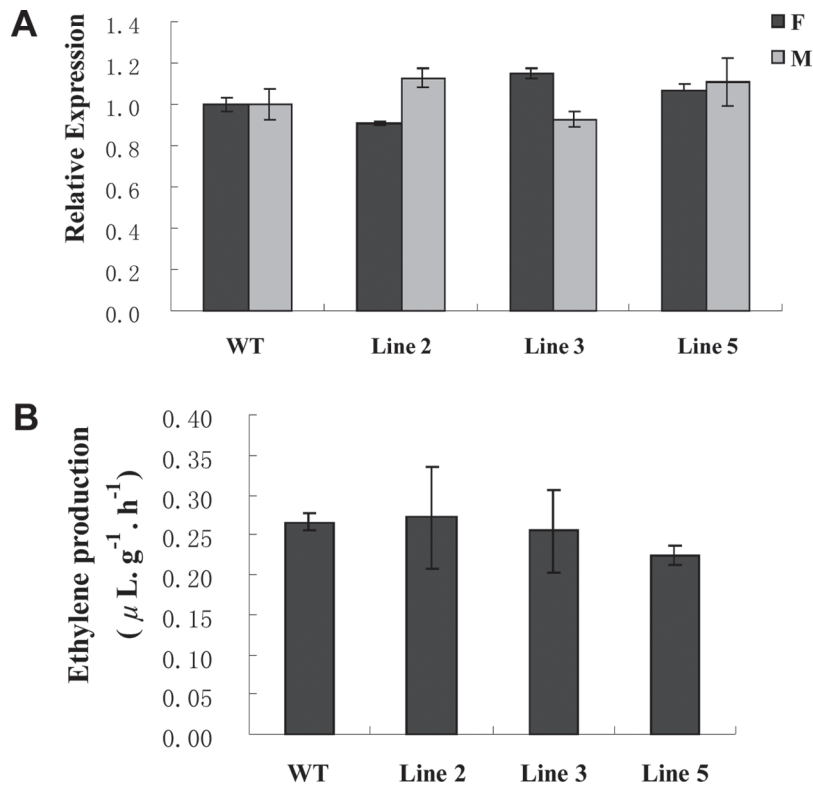 A
Relative Expression
1.4
1.2
1.0
0.8
0.6
0.4
0.2
0.0
F
M
WT Line 2 Line 3 Line 5
B
Ethylene production
( μ L. g⁻¹ . h⁻¹ )
0.40
0.35
0.30
0.25
0.20
0.15
0.10
0.05
0.00
WT Line 2 Line 3 Line 5